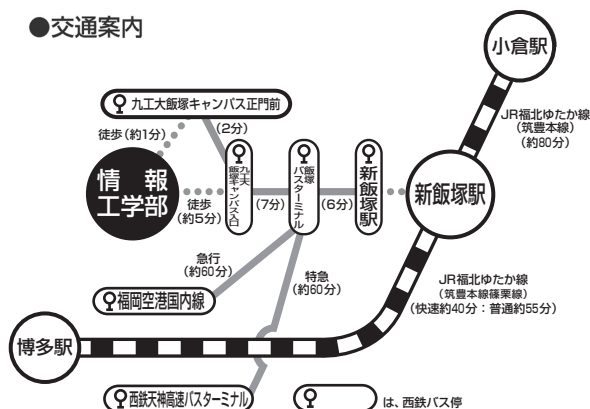 ●交通案内
小倉駅
九工大飯塚キャンパス正門前
徒歩(約1分)
(2分)
JR福北ゆたか線
(筑豊本線)
(約80分)
情報
工学部
徒歩
(約5分)
九工大
飯塚キャンパス入口
(7分)
飯塚
バスターミナル
(6分)
新飯塚駅
新飯塚駅
急行
(約60分)
特急
(約60分)
福岡空港国内線
JR福北ゆたか線
(筑豊本線篠栗線)
(快速約40分:普通約55分)
博多駅
西鉄天神高速バスターミナル
は、西鉄バス停